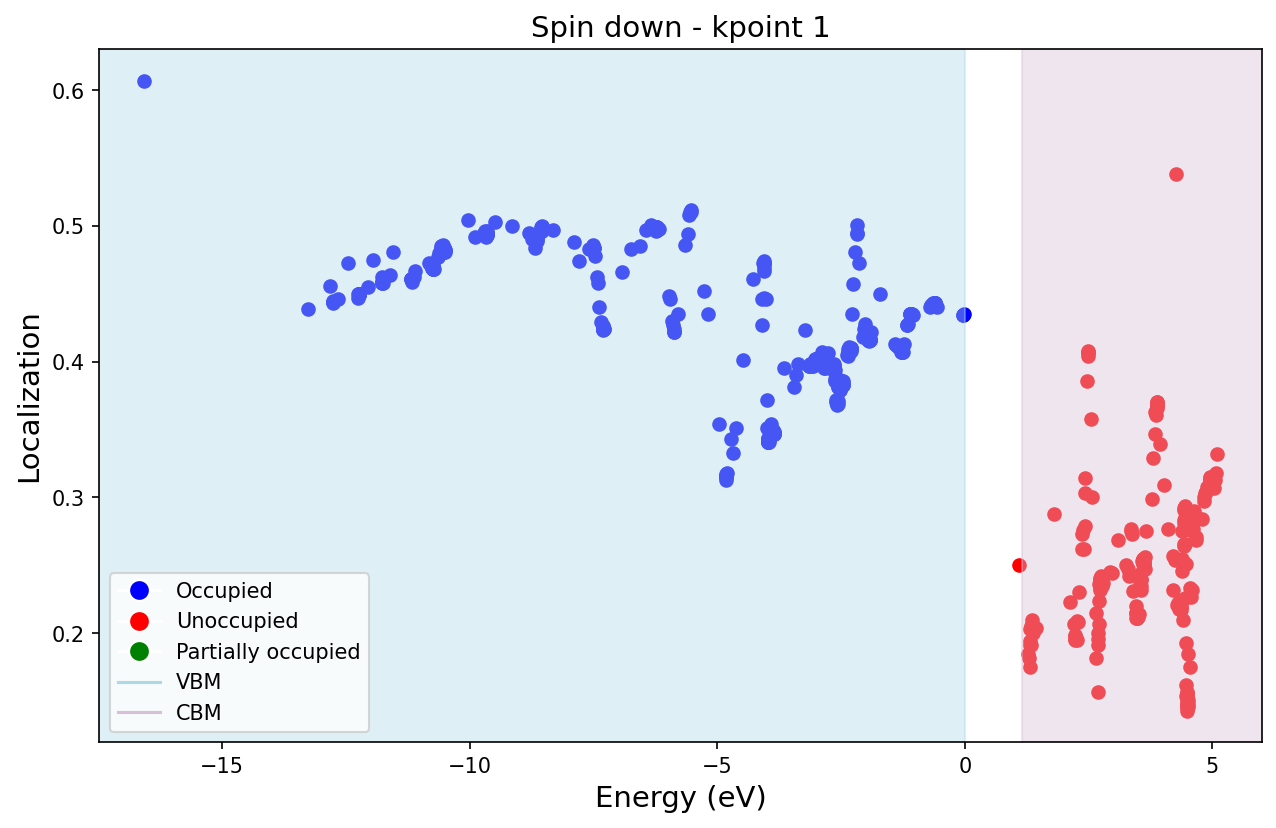 Spin down - kpoint 1
Localization
0.6
0.5
0.4
0.3
0.2
Occupied
Unoccupied
Partially occupied
VBM
CBM
−15
−10
−5
0
5
Energy (eV)